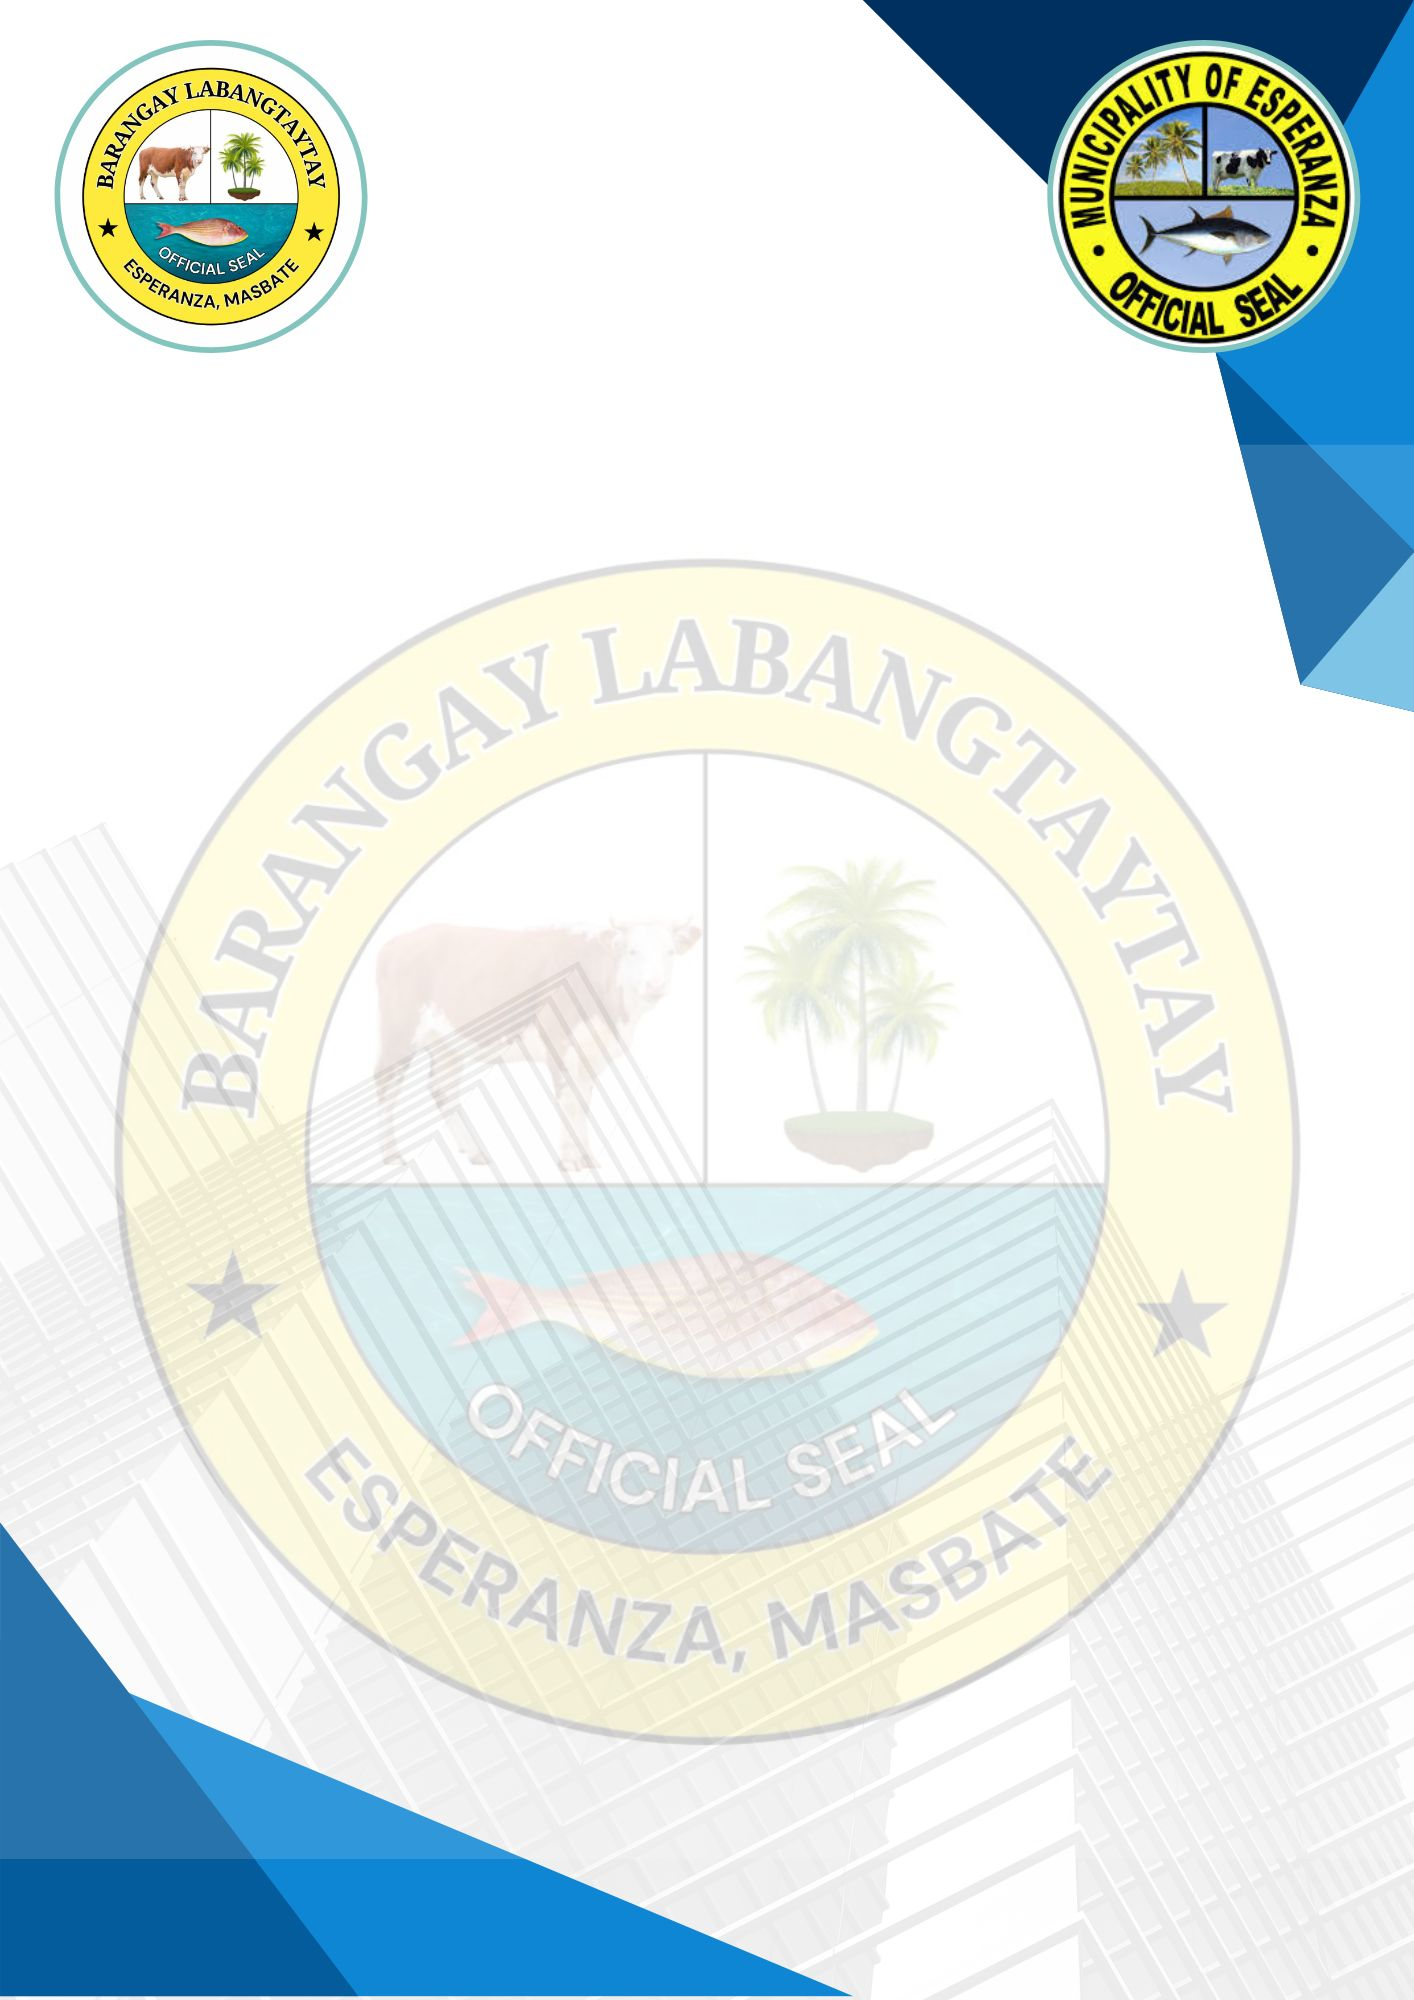 BARANGAY LABANGTAYTAY
OFFICIAL SEAL
ESPERANZA, MASBATE
MUNICIPALITY OF ESPERANZA
OFFICIAL SEAL
BARANGAY LABANGTAYTAY
OFFICIAL SEAL
ESPERANZA, MASBATE